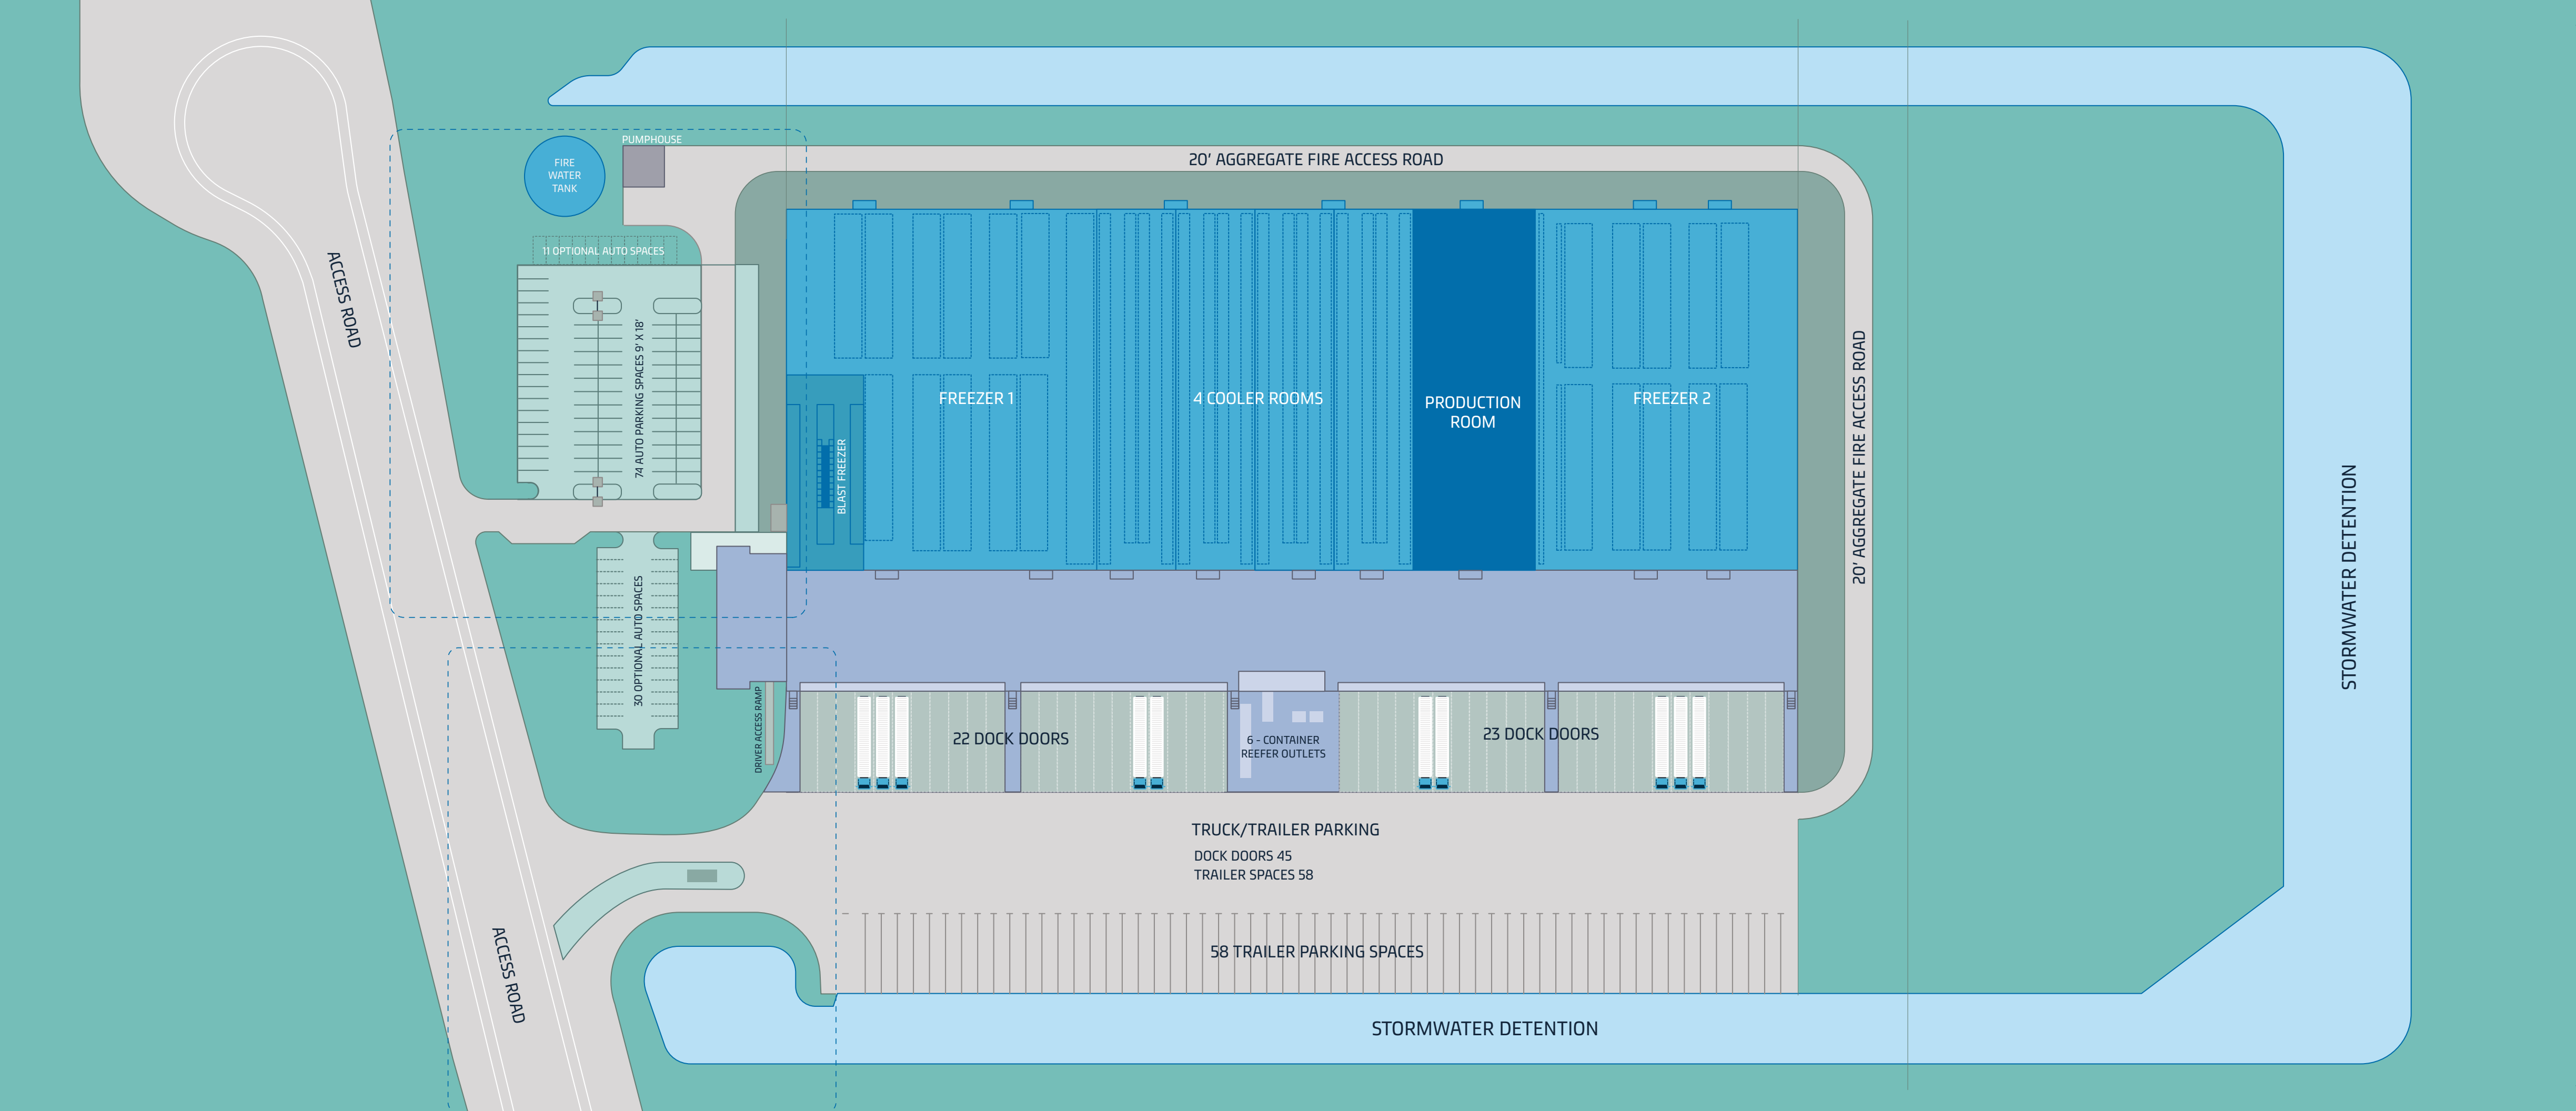 PUMPHOUSE
FIRE
WATER
TANK
20' AGGREGATE FIRE ACCESS ROAD
11 OPTIONAL AUTO SPACES
ACCESS ROAD
74 AUTO PARKING SPACES 9' X 18'
BLAST FREEZER
FREEZER 1
4 COOLER ROOMS
PRODUCTION
ROOM
FREEZER 2
20' AGGREGATE FIRE ACCESS ROAD
STORMWATER DETENTION
30 OPTIONAL AUTO SPACES
DRIVER ACCESS RAMP
22 DOCK DOORS
6 - CONTAINER
REEFER OUTLETS
23 DOCK DOORS
TRUCK/TRAILER PARKING
DOCK DOORS 45
TRAILER SPACES 58
ACCESS ROAD
58 TRAILER PARKING SPACES
STORMWATER DETENTION